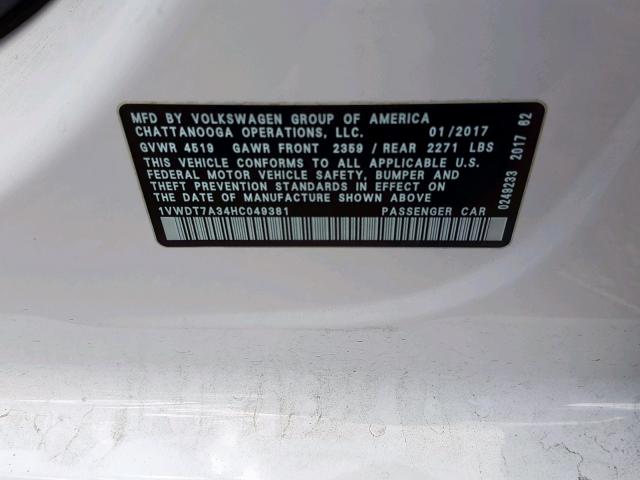 MFD BY VOLKSWAGEN GROUP OF AMERICA
CHATTANOOGA OPERATIONS, LLC. 01/2017
GVWR 4519 GAWR FRONT 2359 / REAR 2271 LBS
THIS VEHICLE CONFORMS TO ALL APPLICABLE U.S.
FEDERAL MOTOR VEHICLE SAFETY, BUMPER AND
THEFT PREVENTION STANDARDS IN EFFECT ON
THE DATE OF MANUFACTURE SHOWN ABOVE
1VWDT7A34HC049381 PASSENGER CAR
0249233 2017 62